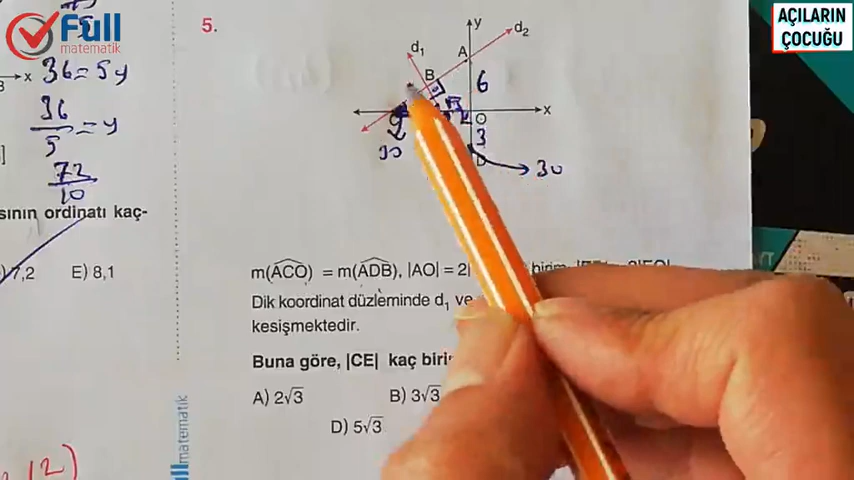 Full
matematik
AÇILARIN
ÇOCUĞU
x 36=5y
36/5 = y
72/10
sının ordinatı kaç-
7,2 E) 8,1
5.
y
d₁
d₂
A
B
6
x
O
3
30
30
m(ACO) = m(ADB), |AO| = 2|
Dik koordinat düzleminde d₁ ve
kesişmektedir.
Buna göre, |CE| kaç biri
A) 2√3 B) 3√3
D) 5√3
matematik